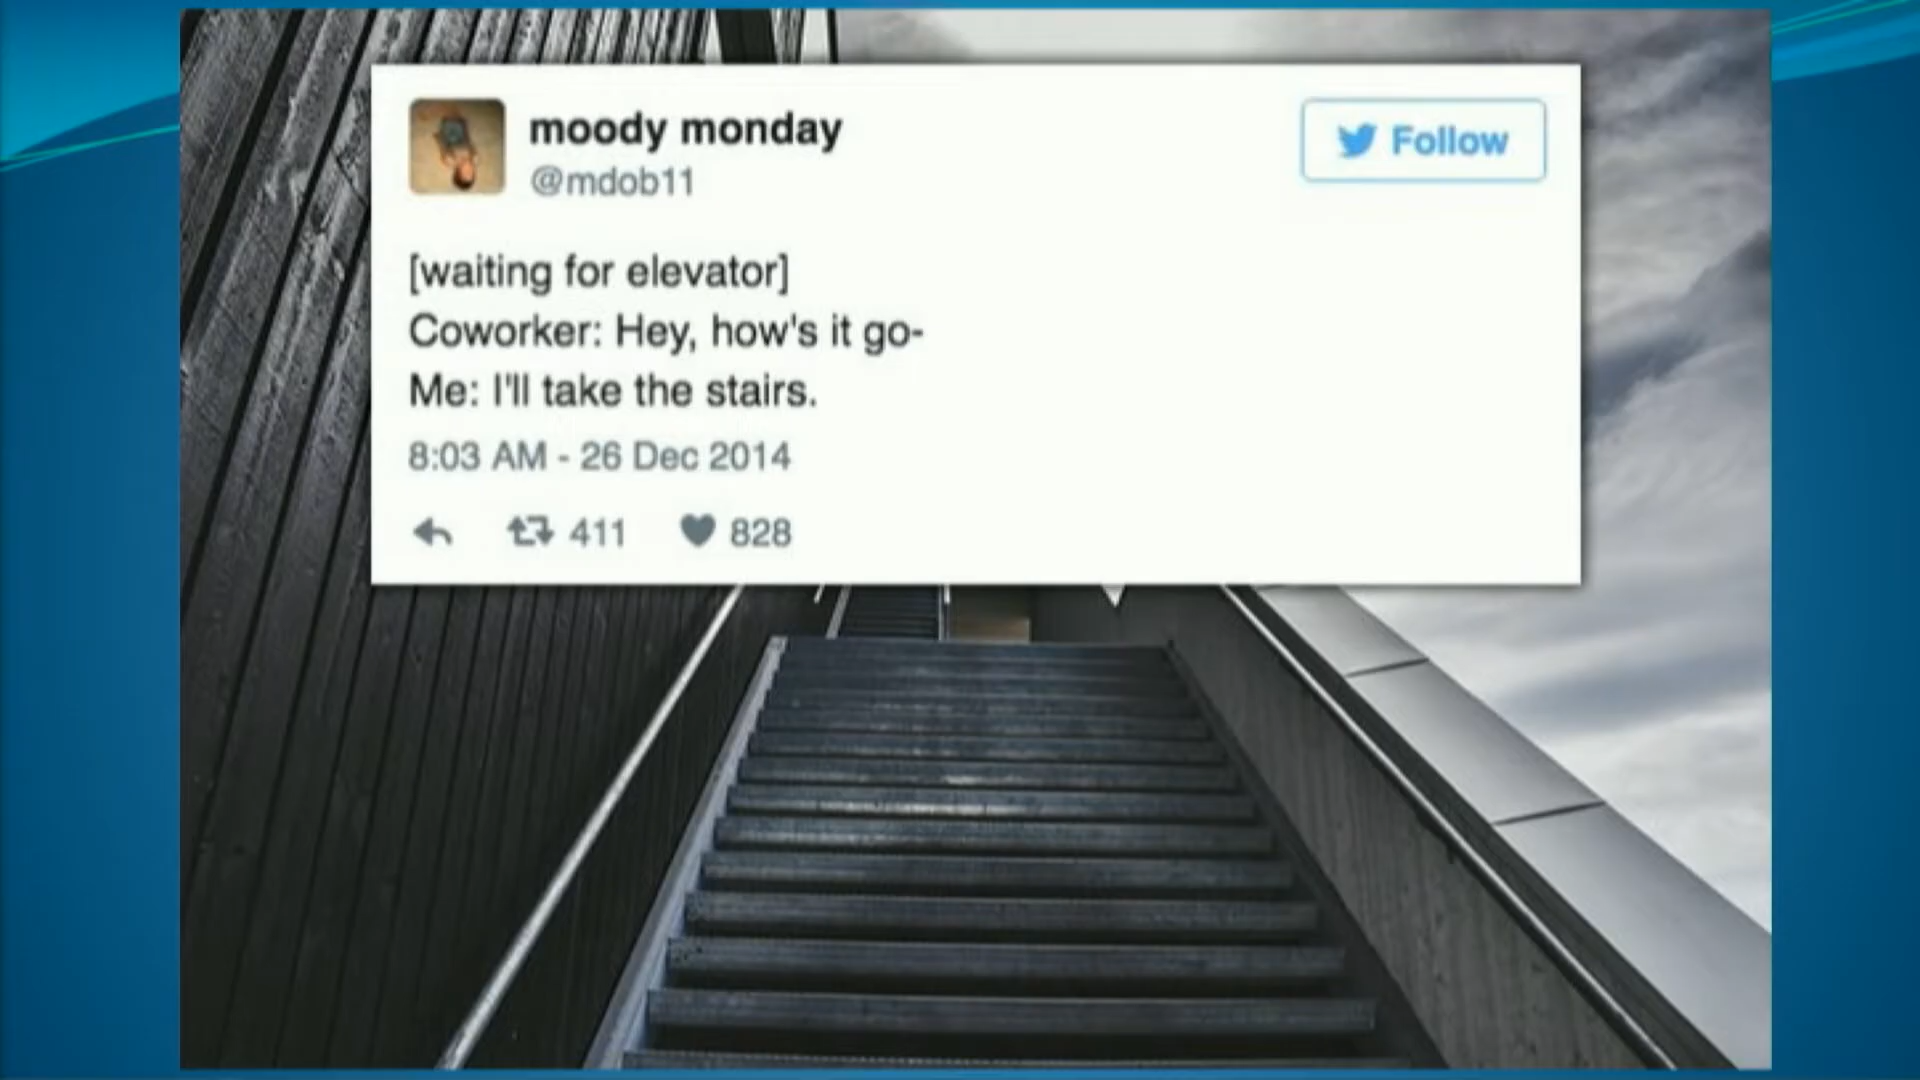 moody monday
@mdob11
Follow
[waiting for elevator]
Coworker: Hey, how's it go-
Me: I'll take the stairs.
8:03 AM - 26 Dec 2014
411 828